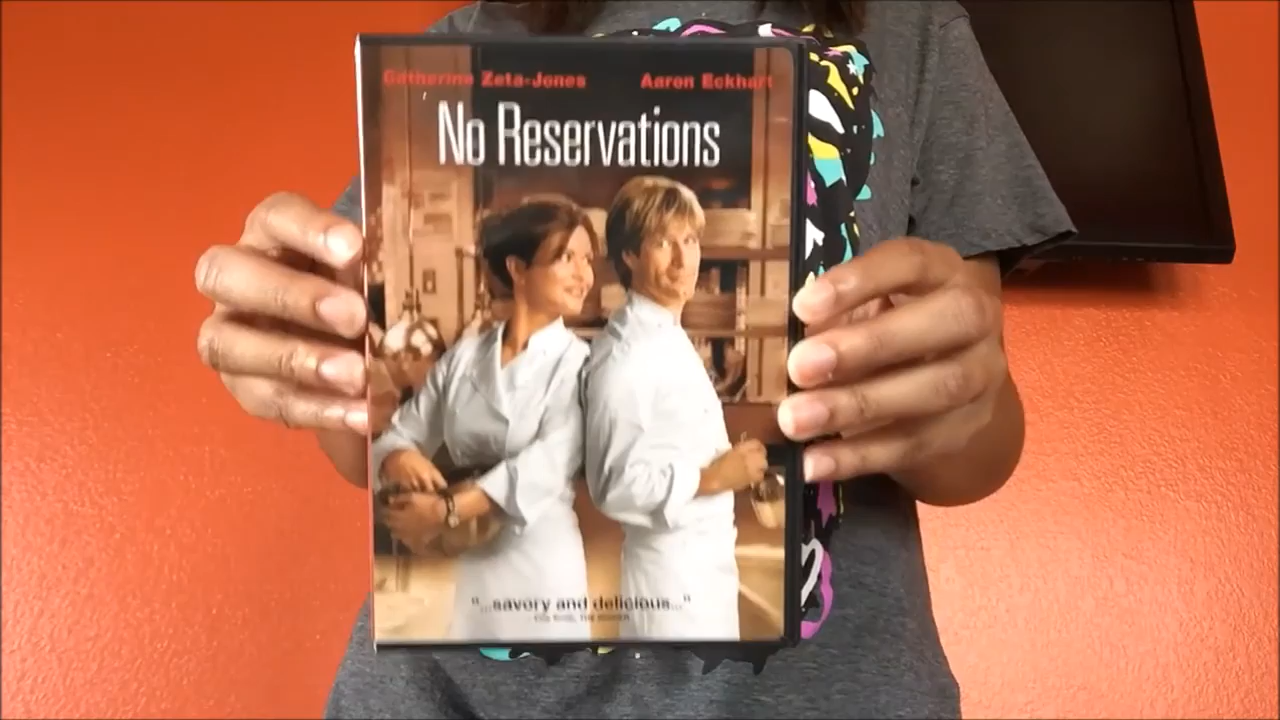 Catherine Zeta-Jones Aaron Eckhart
No Reservations
"...savory and delicious..."